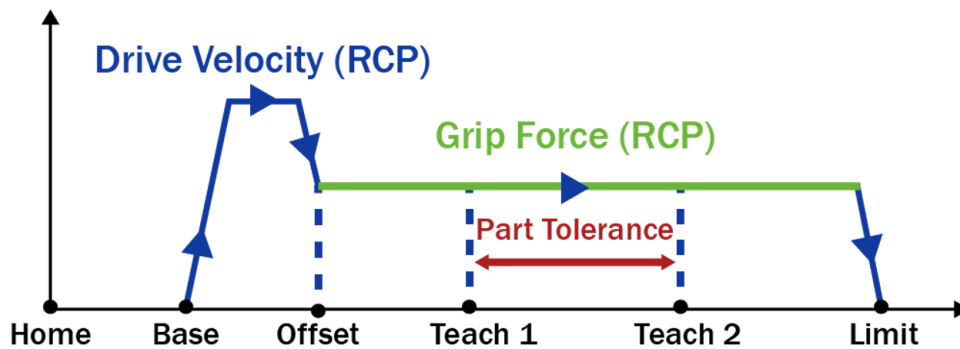 Drive Velocity (RCP)
Grip Force (RCP)
Part Tolerance
Home Base Offset Teach 1 Teach 2 Limit